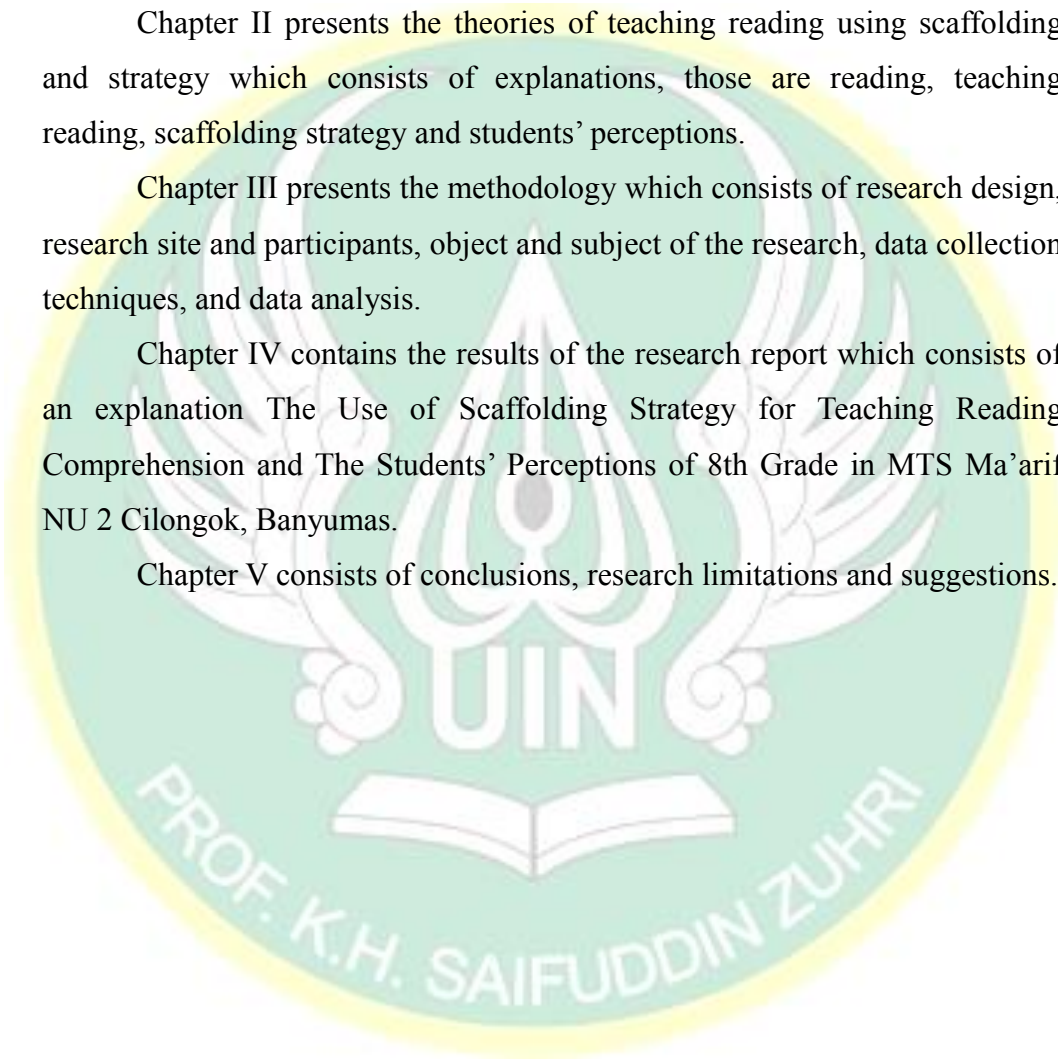 Chapter II presents the theories of teaching reading using scaffolding
and strategy which consists of explanations, those are reading, teaching
reading, scaffolding strategy and students’ perceptions.
Chapter III presents the methodology which consists of research design,
research site and participants, object and subject of the research, data collection
techniques, and data analysis.
Chapter IV contains the results of the research report which consists of
an explanation The Use of Scaffolding Strategy for Teaching Reading
Comprehension and The Students’ Perceptions of 8th Grade in MTS Ma’arif
NU 2 Cilongok, Banyumas.
Chapter V consists of conclusions, research limitations and suggestions.
UIN
PROF. K.H. SAIFUDDIN ZUHRI